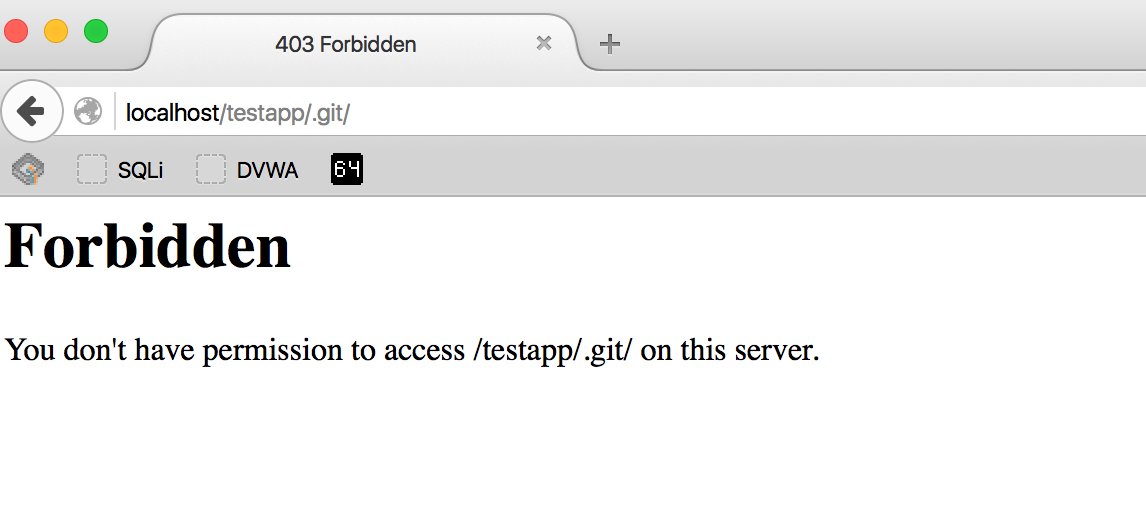 403 Forbidden
localhost/testapp/.git/
SQLi DVWA 64
Forbidden
You don't have permission to access /testapp/.git/ on this server.